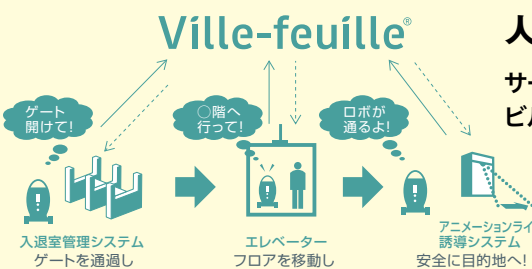 Ville-feuille®
人
サー
ビル
ゲート
開けて!
○階へ
行って!
ロボが
通るよ!
入退室管理システム
ゲートを通過し
エレベーター
フロアを移動し
アニメーションライ
誘導システム
安全に目的地へ!